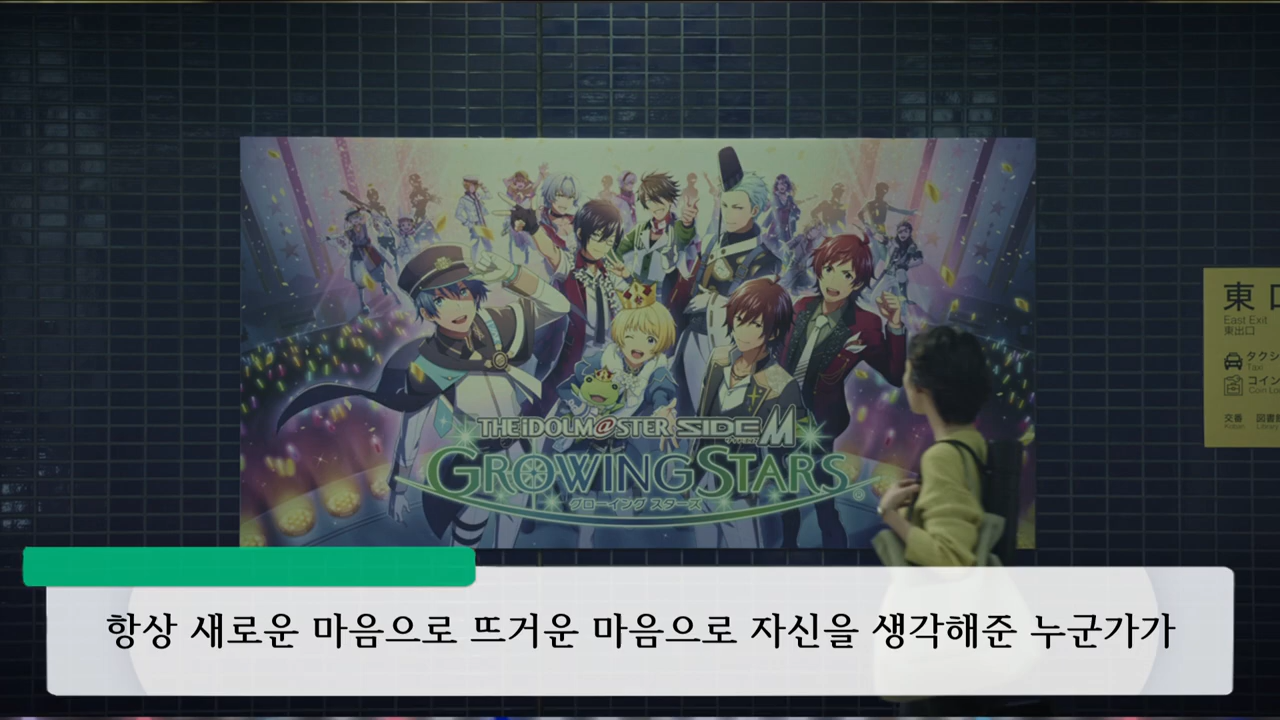 THE iDOLM@STER SIDEM
GROWING STARS
グローイング スターズ
東口
East Exit
東出口
タクシ
Taxi
コイン
Coin Lo
交番 図書
항상 새로운 마음으로 뜨거운 마음으로 자신을 생각해준 누군가가